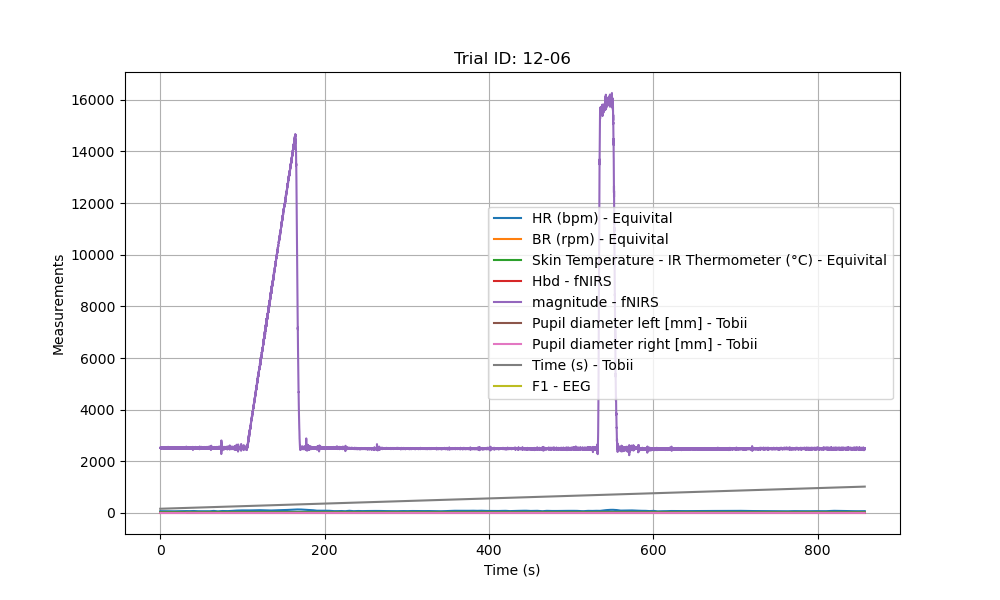 Trial ID: 12-06
16000
14000
12000
10000
8000
6000
4000
2000
0
Measurements
HR (bpm) - Equivital
BR (rpm) - Equivital
Skin Temperature - IR Thermometer (°C) - Equivital
Hbd - fNIRS
magnitude - fNIRS
Pupil diameter left [mm] - Tobii
Pupil diameter right [mm] - Tobii
Time (s) - Tobii
F1 - EEG
0 200 400 600 800
Time (s)